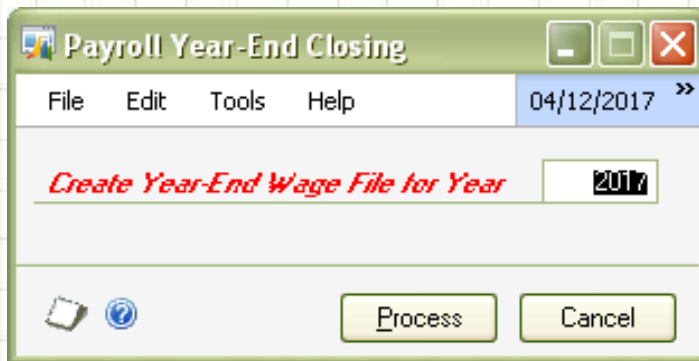 Payroll Year-End Closing
File Edit Tools Help 04/12/2017 »
Create Year-End Wage File for Year 2017
Process Cancel